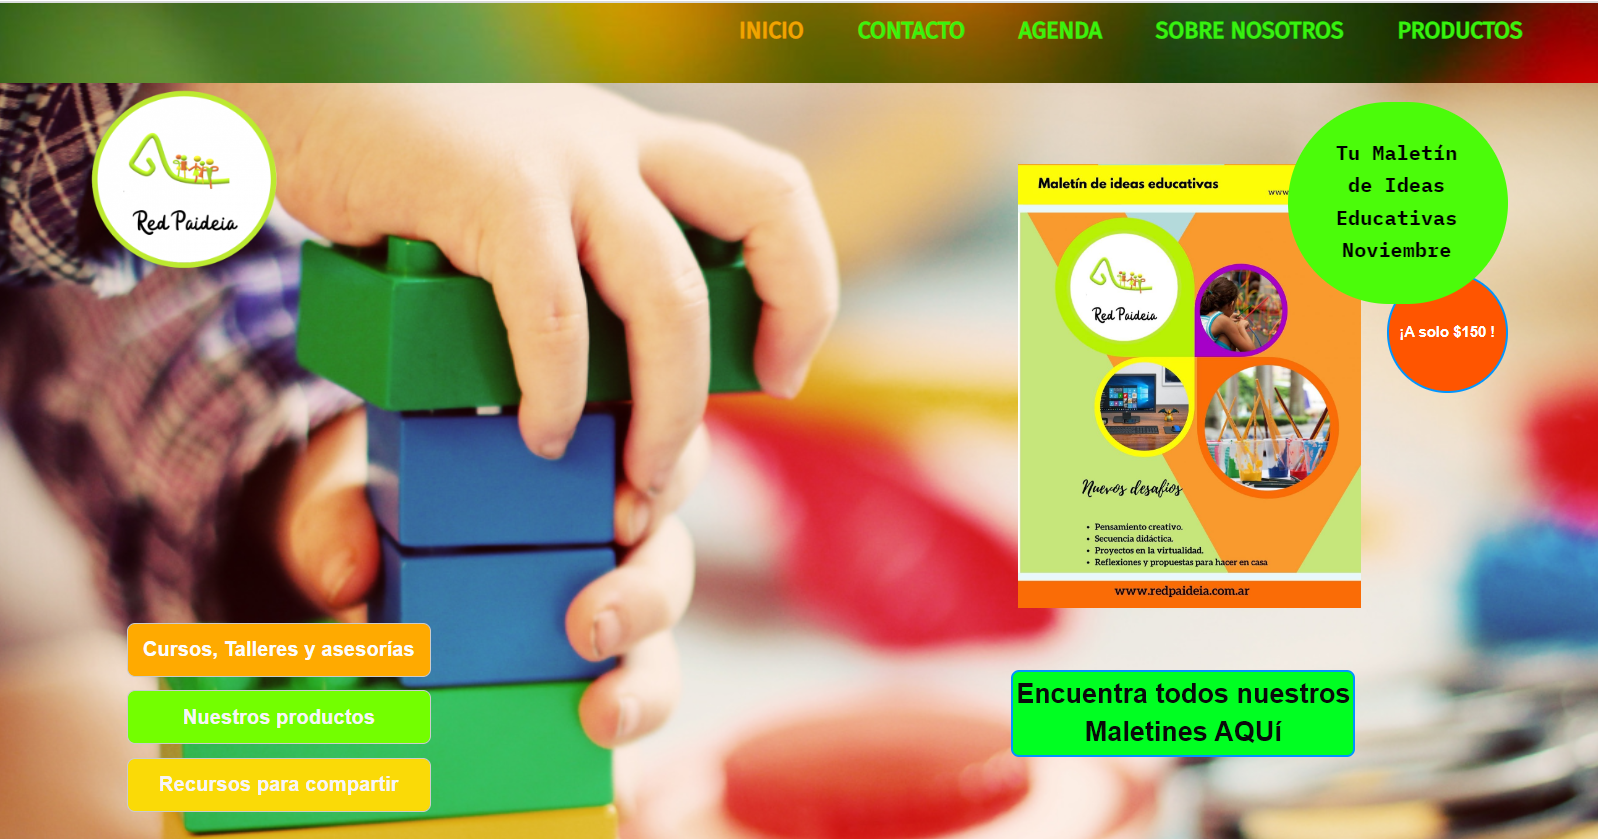 INICIO CONTACTO AGENDA SOBRE NOSOTROS PRODUCTOS
Red Paideia
Maletín de ideas educativas
www.
Tu Maletín
de Ideas
Educativas
Noviembre
¡A solo $150 !
Red Paideia
Nuevos desafíos
• Pensamiento creativo.
• Secuencia didáctica.
• Proyectos en la virtualidad.
• Reflexiones y propuestas para hacer en casa
www.redpaideia.com.ar
Cursos, Talleres y asesorías
Nuestros productos
Recursos para compartir
Encuentra todos nuestros
Maletines AQUí